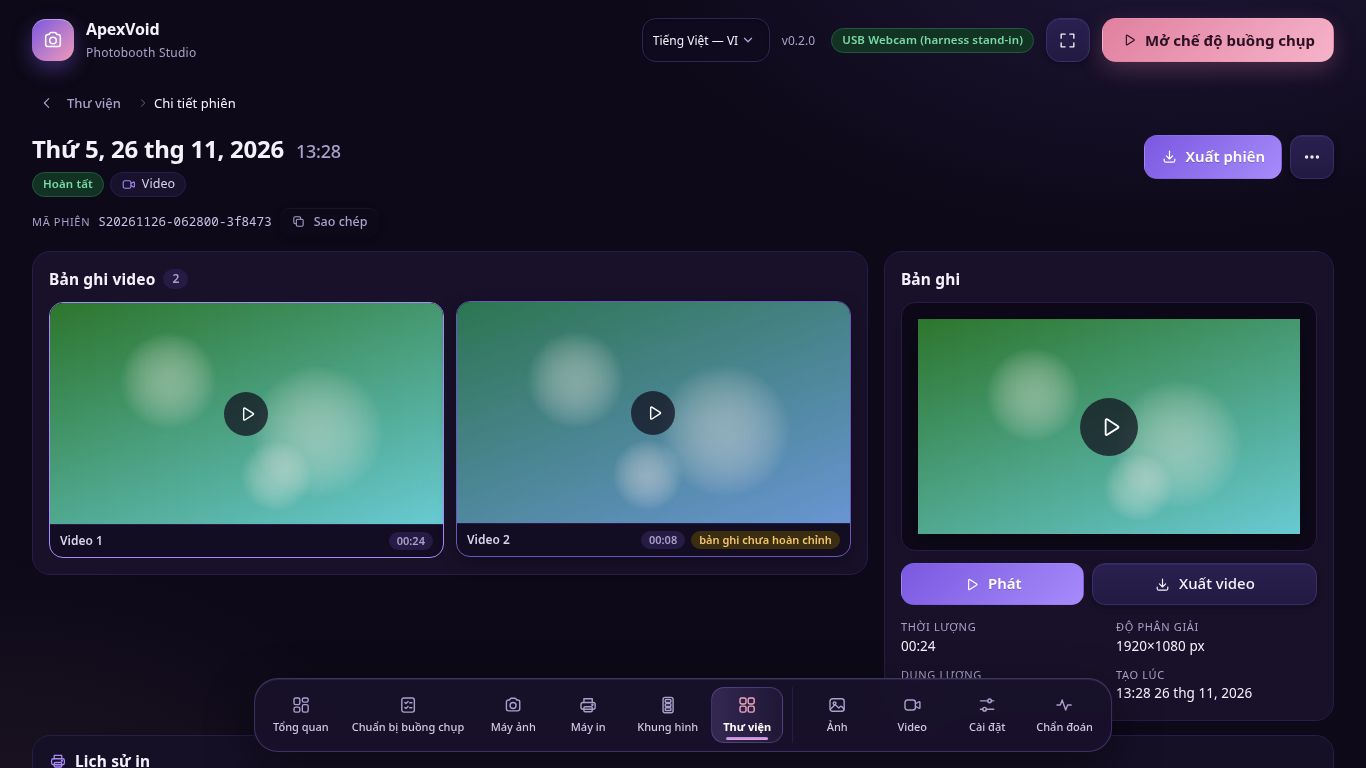 ApexVoid
Photobooth Studio
Tiếng Việt — VI
v0.2.0
USB Webcam (harness stand-in)
Mở chế độ buồng chụp
Thư viện
Chi tiết phiên
Thứ 5, 26 thg 11, 2026 13:28
Xuất phiên
Hoàn tất
Video
MÃ PHIÊN S20261126-062800-3f8473 Sao chép
Bản ghi video 2
Video 1 00:24
Video 2 00:08 bản ghi chưa hoàn chỉnh
Bản ghi
Phát
Xuất video
THỜI LƯỢNG
00:24
ĐỘ PHÂN GIẢI
1920×1080 px
DUNG LƯỢNG
TẠO LÚC
13:28 26 thg 11, 2026
Lịch sử in
Tổng quan
Chuẩn bị buồng chụp
Máy ảnh
Máy in
Khung hình
Thư viện
Ảnh
Video
Cài đặt
Chẩn đoán